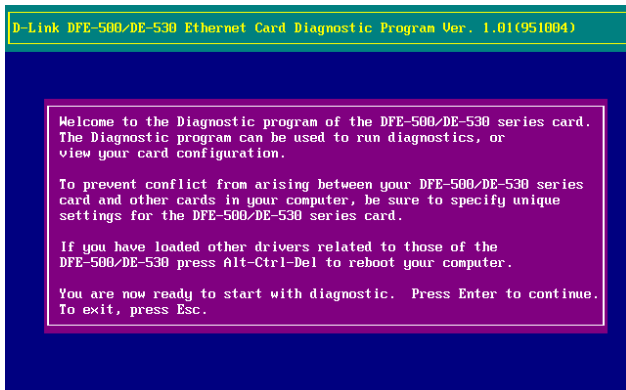 D-Link DFE-500/DE-530 Ethernet Card Diagnostic Program Ver. 1.01(951004)
Welcome to the Diagnostic program of the DFE-500/DE-530 series card.
The Diagnostic program can be used to run diagnostics, or
view your card configuration.
To prevent conflict from arising between your DFE-500/DE-530 series
card and other cards in your computer, be sure to specify unique
settings for the DFE-500/DE-530 series card.
If you have loaded other drivers related to those of the
DFE-500/DE-530 press Alt-Ctrl-Del to reboot your computer.
You are now ready to start with diagnostic.  Press Enter to continue.
To exit, press Esc.